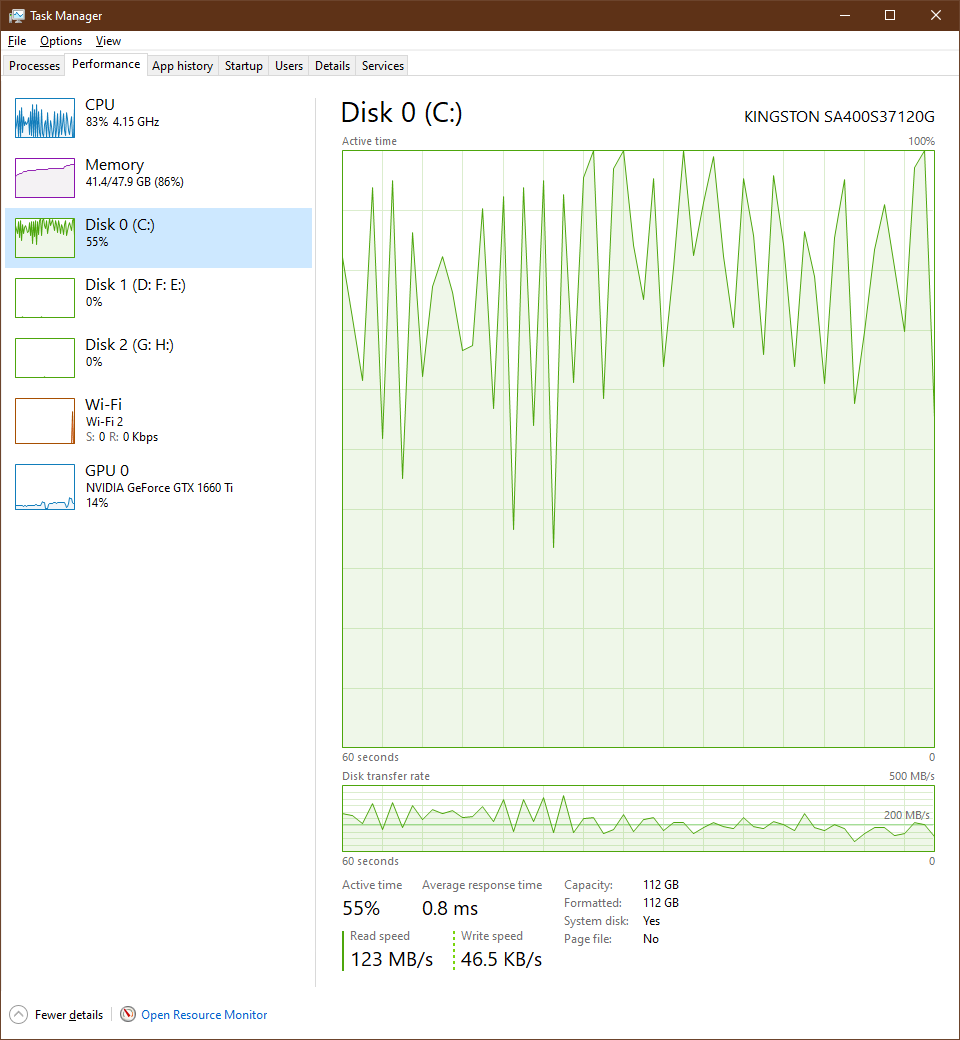 Task Manager
File Options View
Processes Performance App history Startup Users Details Services
CPU
83% 4.15 GHz
Memory
41.4/47.9 GB (86%)
Disk 0 (C:)
55%
Disk 1 (D: F: E:)
0%
Disk 2 (G: H:)
0%
Wi-Fi
Wi-Fi 2
S: 0 R: 0 Kbps
GPU 0
NVIDIA GeForce GTX 1660 Ti
14%
Disk 0 (C:) KINGSTON SA400S37120G
Active time 100%
60 seconds 0
Disk transfer rate 500 MB/s
200 MB/s
60 seconds 0
Active time Average response time
55% 0.8 ms
Read speed Write speed
123 MB/s 46.5 KB/s
Capacity: 112 GB
Formatted: 112 GB
System disk: Yes
Page file: No
Fewer details Open Resource Monitor